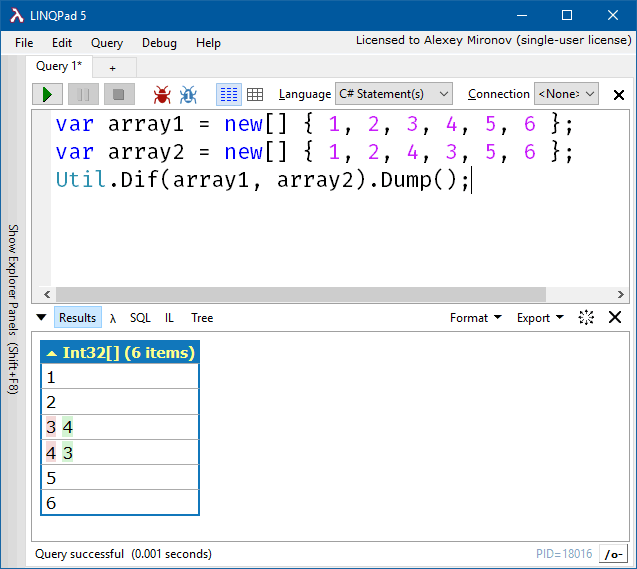 LINQPad 5
File Edit Query Debug Help
Licensed to Alexey Mironov (single-user license)
Query 1* +
Language C# Statement(s) Connection <None>
var array1 = new[] { 1, 2, 3, 4, 5, 6 };
var array2 = new[] { 1, 2, 4, 3, 5, 6 };
Util.Dif(array1, array2).Dump();
Show Explorer Panels (Shift+F8)
Results λ SQL IL Tree Format Export
Int32[] (6 items)
1
2
3 4
4 3
5
6
Query successful (0.001 seconds) PID=18016 /o-